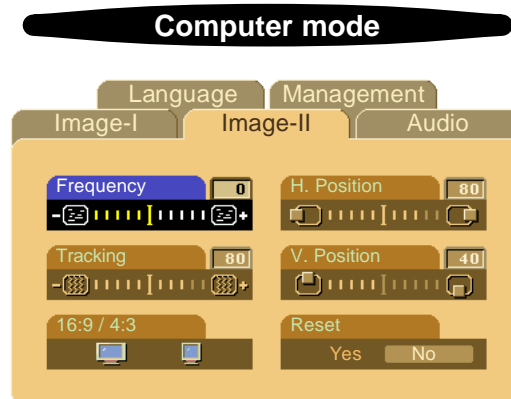 Computer mode
Language Management
Image-I Image-II Audio
Frequency 0 H. Position 80
- +
Tracking 80 V. Position 40
- +
16:9 / 4:3 Reset
Yes No